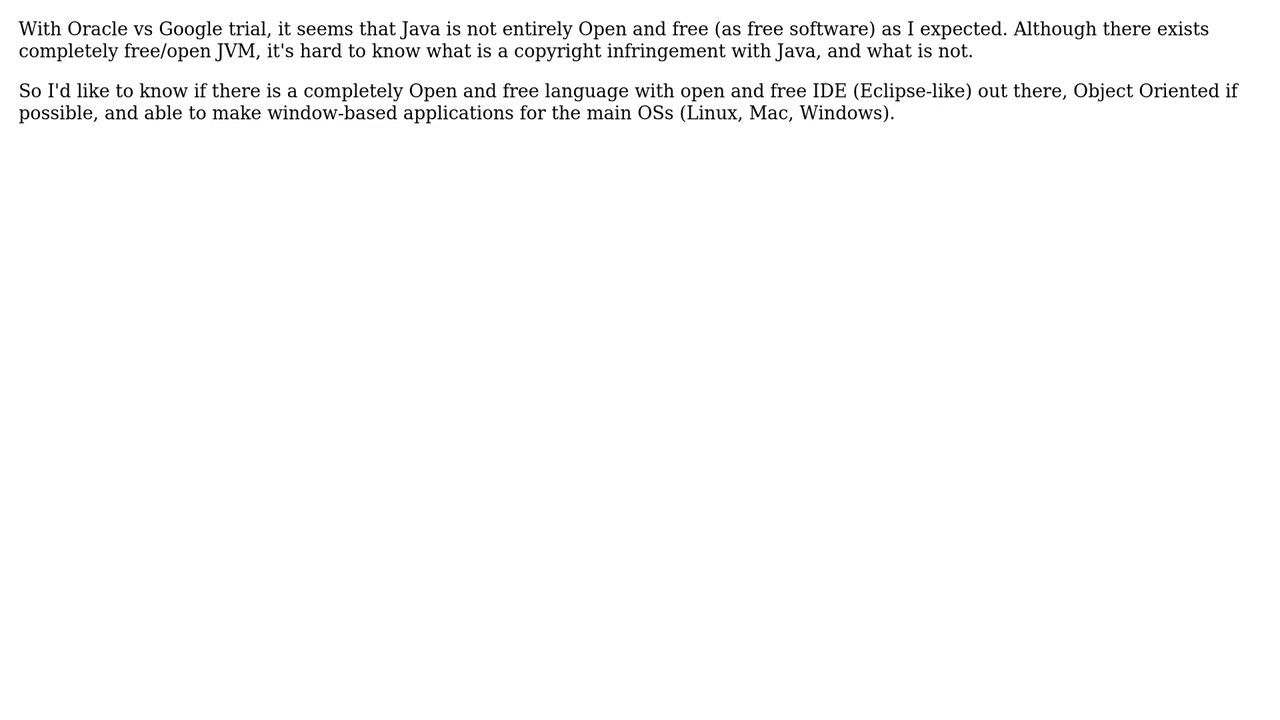 With Oracle vs Google trial, it seems that Java is not entirely Open and free (as free software) as I expected. Although there exists
completely free/open JVM, it's hard to know what is a copyright infringement with Java, and what is not.
So I'd like to know if there is a completely Open and free language with open and free IDE (Eclipse-like) out there, Object Oriented if
possible, and able to make window-based applications for the main OSs (Linux, Mac, Windows).